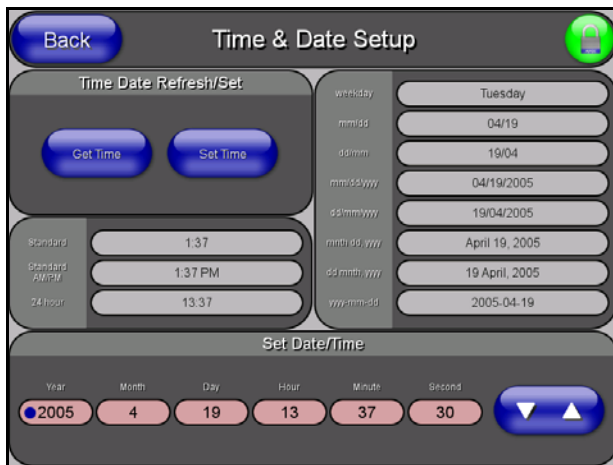 Back
Time & Date Setup
Time Date Refresh/Set
Get Time
Set Time
weekday
Tuesday
mm/dd
04/19
dd/mm
19/04
mm/dd/yyyy
04/19/2005
dd/mm/yyyy
19/04/2005
mnth dd, yyyy
April 19, 2005
dd mnth, yyyy
19 April, 2005
yyyy-mm-dd
2005-04-19
Standard
1:37
Standard
AM/PM
1:37 PM
24 hour
13:37
Set Date/Time
Year
Month
Day
Hour
Minute
Second
2005
4
19
13
37
30